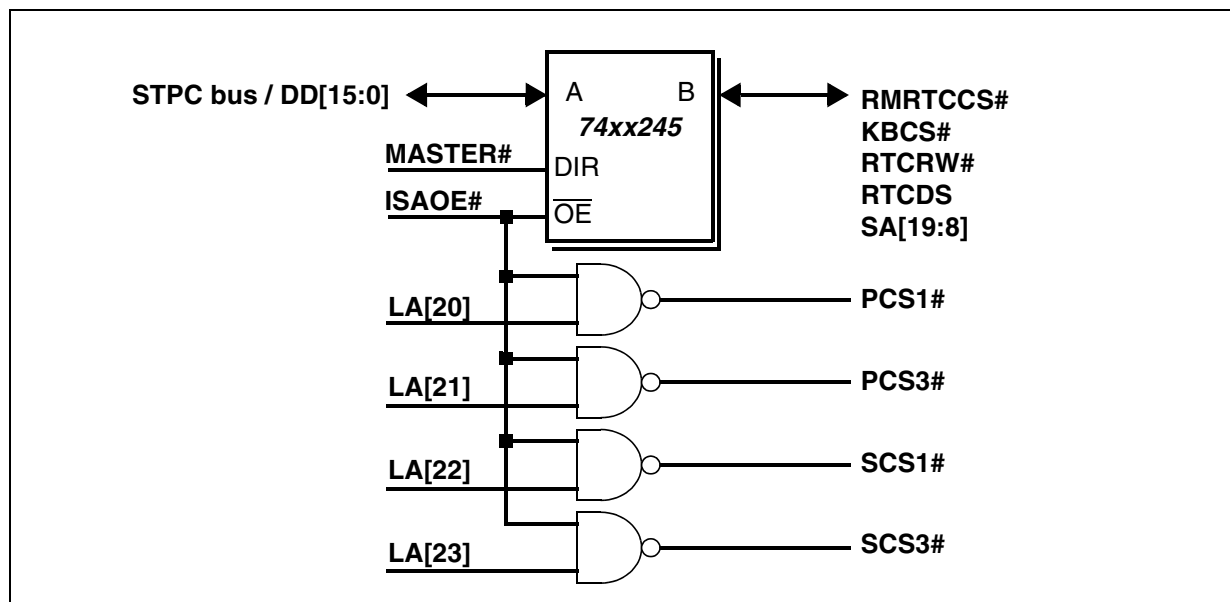 STPC bus / DD[15:0]
A B
74xx245
MASTER#
DIR
ISAOE#
OE
RMRTCCS#
KBCS#
RTCRW#
RTCDS
SA[19:8]
LA[20]
PCS1#
LA[21]
PCS3#
LA[22]
SCS1#
LA[23]
SCS3#